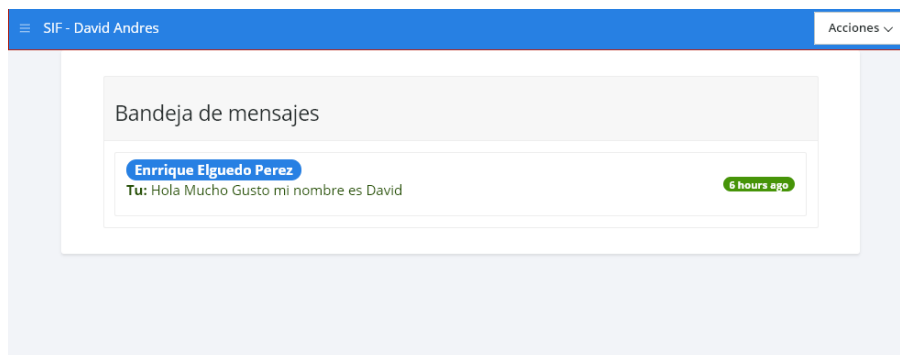 SIF - David Andres
Acciones
Bandeja de mensajes
Enrrique Elguedo Perez
Tu: Hola Mucho Gusto mi nombre es David
6 hours ago